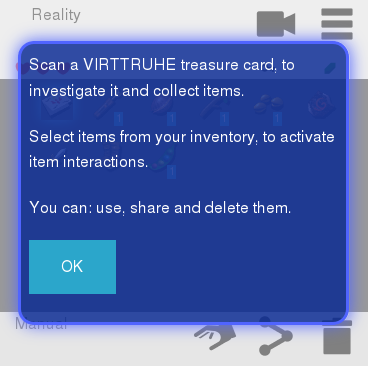 Reality
Scan a VIRTTRUHE treasure card, to
investigate it and collect items.
Select items from your inventory, to activate
item interactions.
You can: use, share and delete them.
OK
Manual